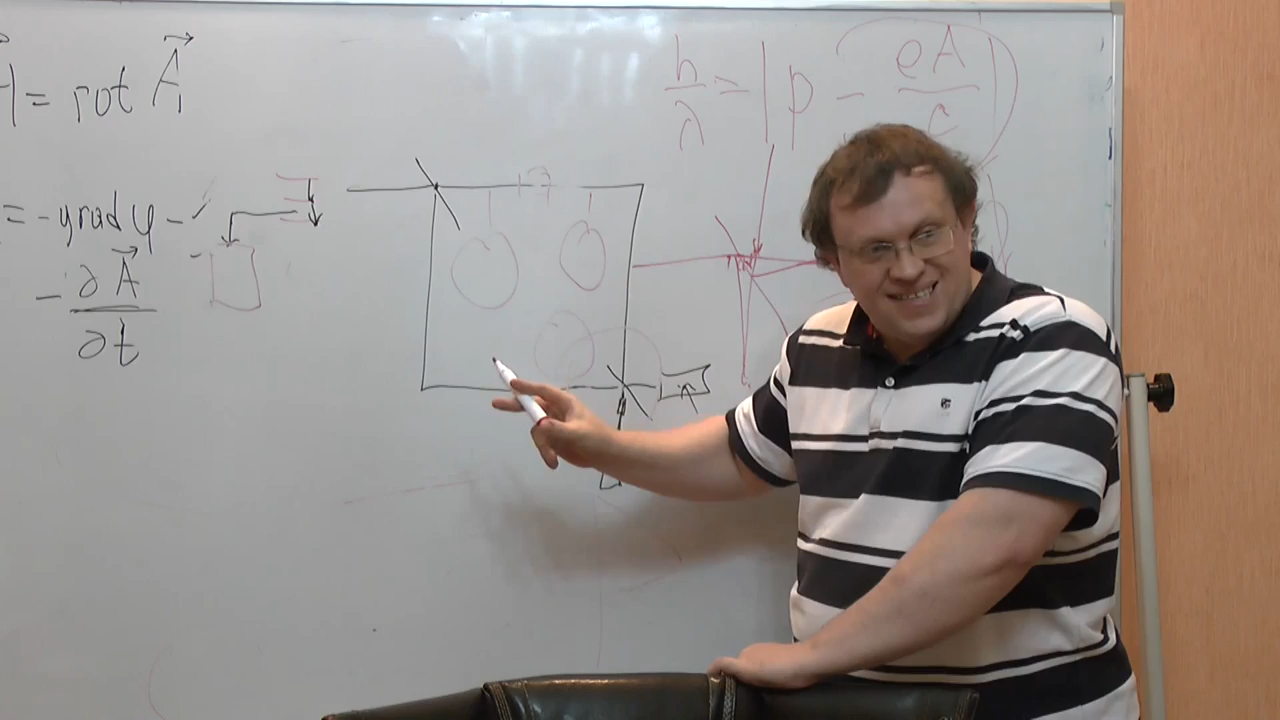 H = rot A⃗
= -grad φ -
- ∂A⃗/∂t
h/λ = |p - eA/c|